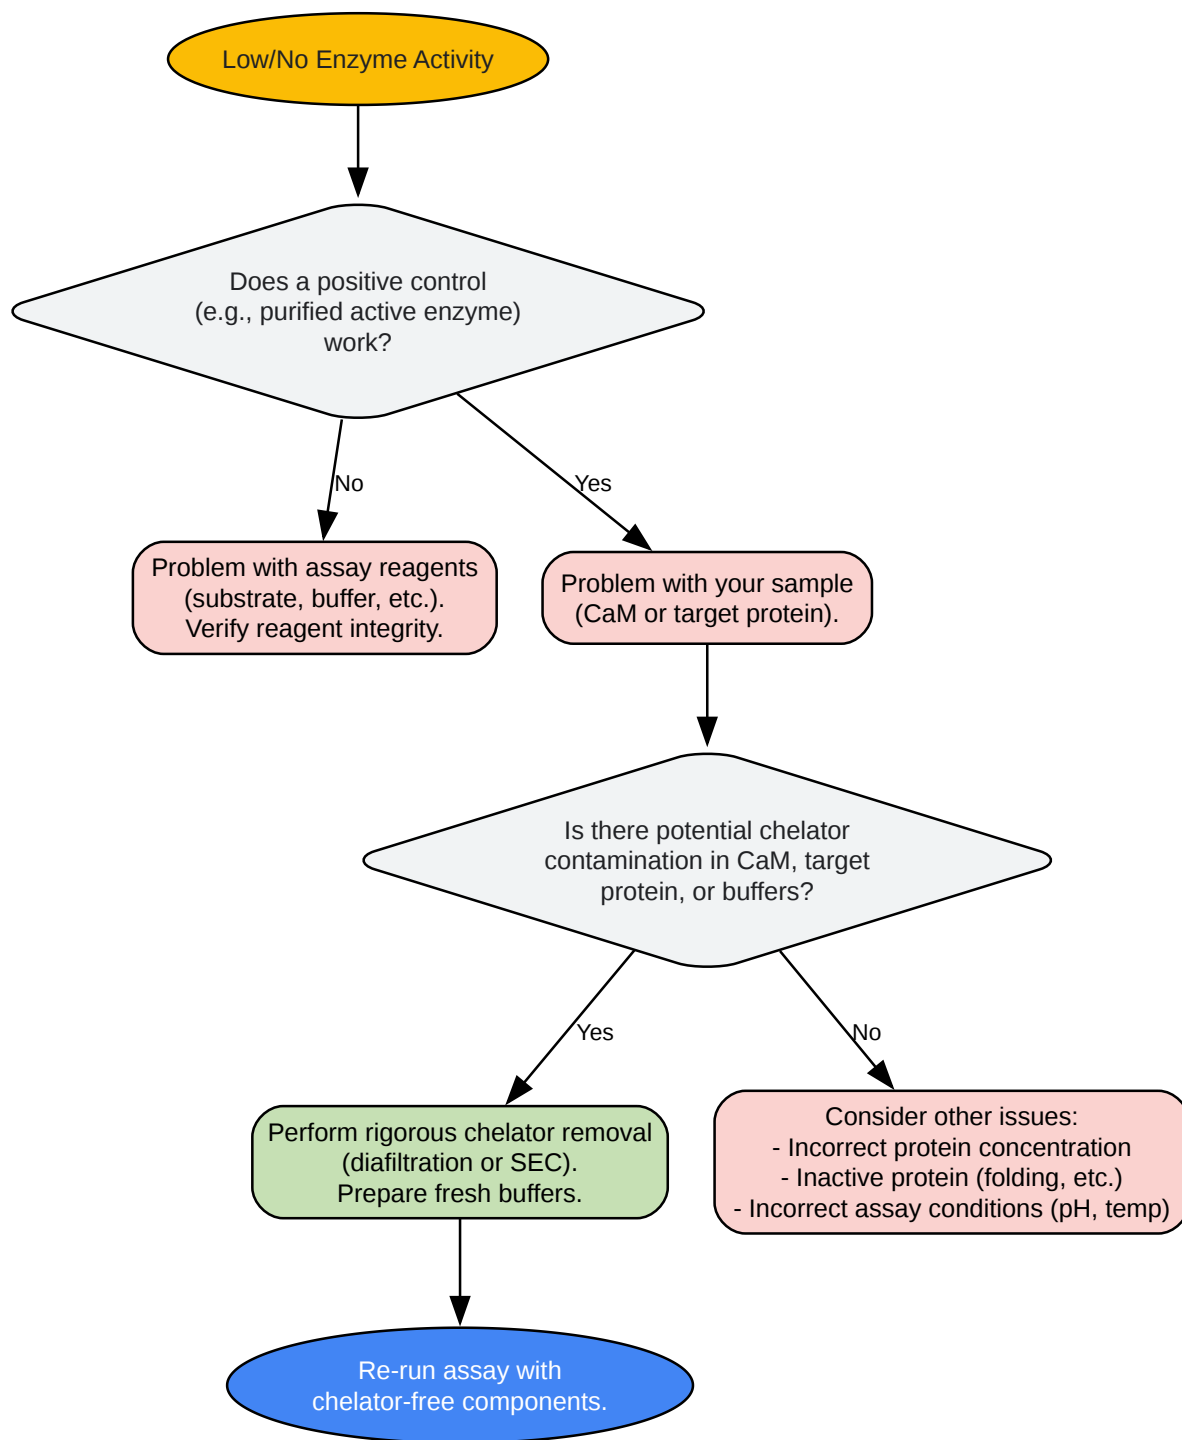 Low/No Enzyme Activity
Does a positive control
(e.g., purified active enzyme)
work?
No
Yes
Problem with assay reagents
(substrate, buffer, etc.).
Verify reagent integrity.
Problem with your sample
(CaM or target protein).
Is there potential chelator
contamination in CaM, target
protein, or buffers?
Yes
No
Perform rigorous chelator removal
(diafiltration or SEC).
Prepare fresh buffers.
Consider other issues:
- Incorrect protein concentration
- Inactive protein (folding, etc.)
- Incorrect assay conditions (pH, temp)
Re-run assay with
chelator-free components.